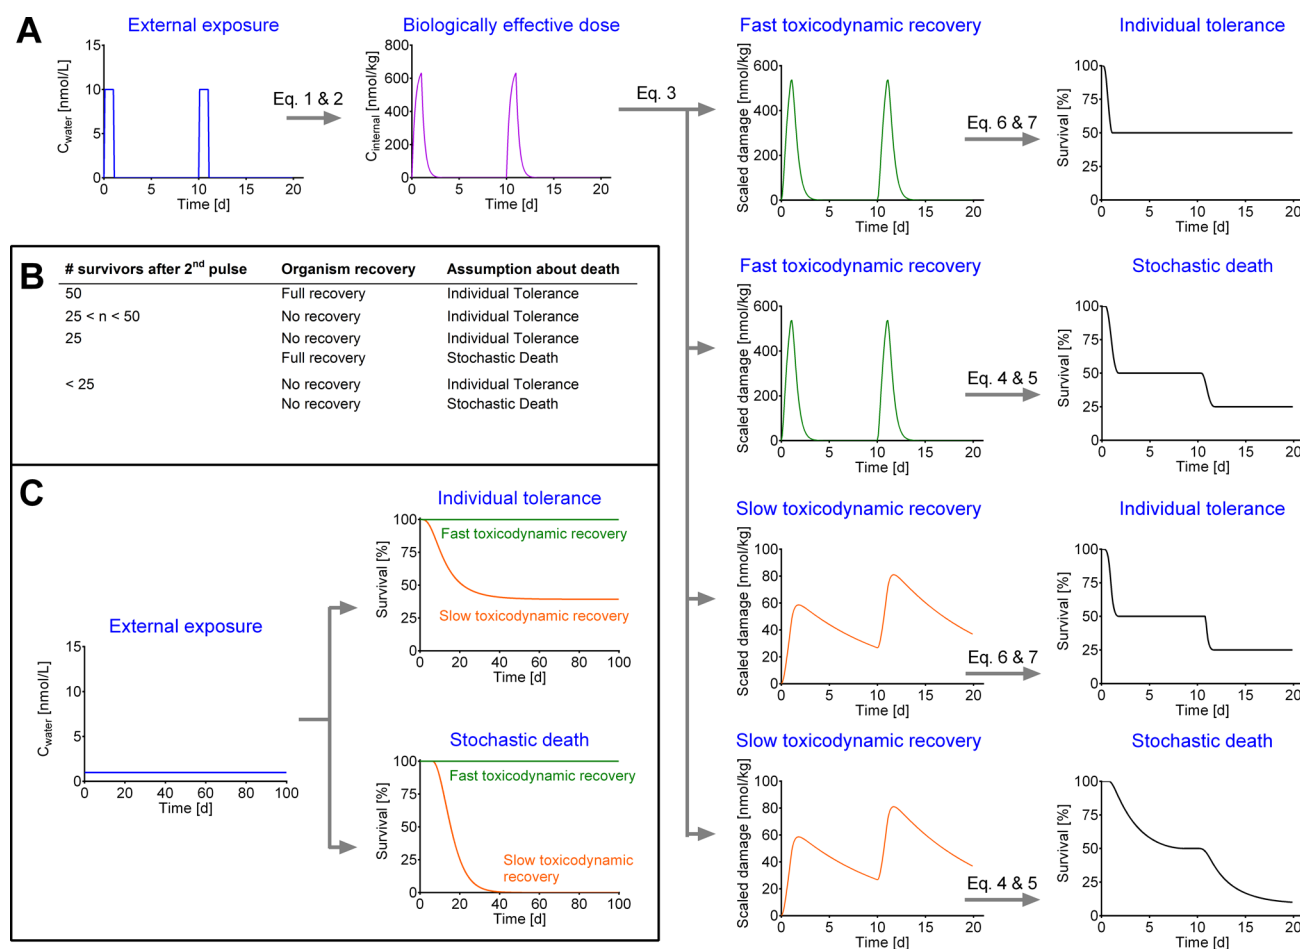 A
External exposure
C_water [nmol/L]
15
10
5
0
0 5 10 15 20
Time [d]
Eq. 1 & 2
Biologically effective dose
C_internal [nmol/kg]
800
600
400
200
0
0 5 10 15 20
Time [d]
Eq. 3
Fast toxicodynamic recovery
Scaled damage [nmol/kg]
600
400
200
0
0 5 10 15 20
Time [d]
Eq. 6 & 7
Individual tolerance
Survival [%]
100
75
50
25
0
0 5 10 15 20
Time [d]
Fast toxicodynamic recovery
Scaled damage [nmol/kg]
600
400
200
0
0 5 10 15 20
Time [d]
Eq. 4 & 5
Stochastic death
Survival [%]
100
75
50
25
0
0 5 10 15 20
Time [d]
Slow toxicodynamic recovery
Scaled damage [nmol/kg]
100
80
60
40
20
0
0 5 10 15 20
Time [d]
Eq. 6 & 7
Individual tolerance
Survival [%]
100
75
50
25
0
0 5 10 15 20
Time [d]
Slow toxicodynamic recovery
Scaled damage [nmol/kg]
100
80
60
40
20
0
0 5 10 15 20
Time [d]
Eq. 4 & 5
Stochastic death
Survival [%]
100
75
50
25
0
0 5 10 15 20
Time [d]
B
# survivors after 2nd pulse Organism recovery Assumption about death
50 Full recovery Individual Tolerance
25 < n < 50 No recovery Individual Tolerance
25 No recovery Individual Tolerance
Full recovery Stochastic Death
< 25 No recovery Individual Tolerance
No recovery Stochastic Death
C
External exposure
C_water [nmol/L]
15
10
5
0
0 20 40 60 80 100
Time [d]
Individual tolerance
Survival [%]
100
75
50
25
0
Fast toxicodynamic recovery
Slow toxicodynamic recovery
0 20 40 60 80 100
Time [d]
Stochastic death
Survival [%]
100
75
50
25
0
Fast toxicodynamic recovery
Slow toxicodynamic
recovery
0 20 40 60 80 100
Time [d]